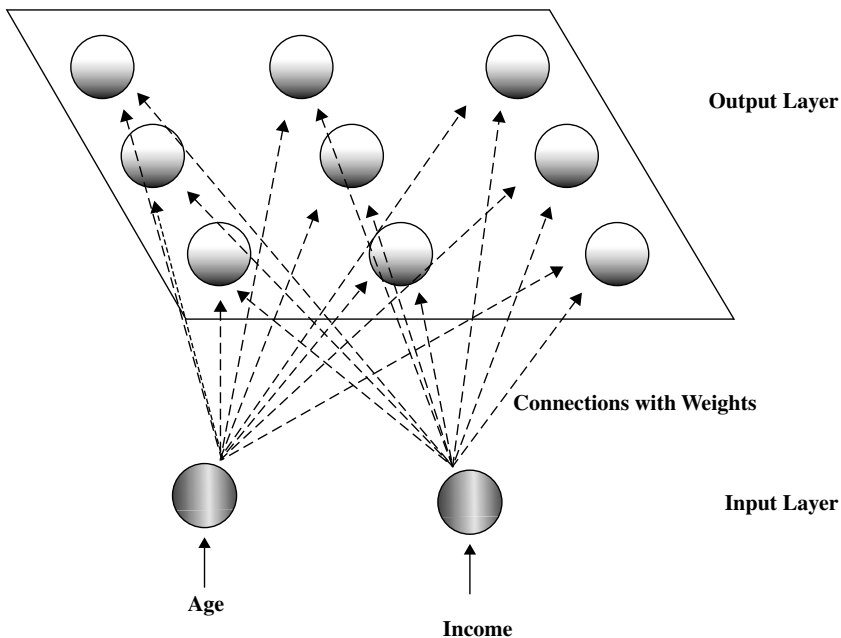 Output Layer
Connections with Weights
Input Layer
Age
Income